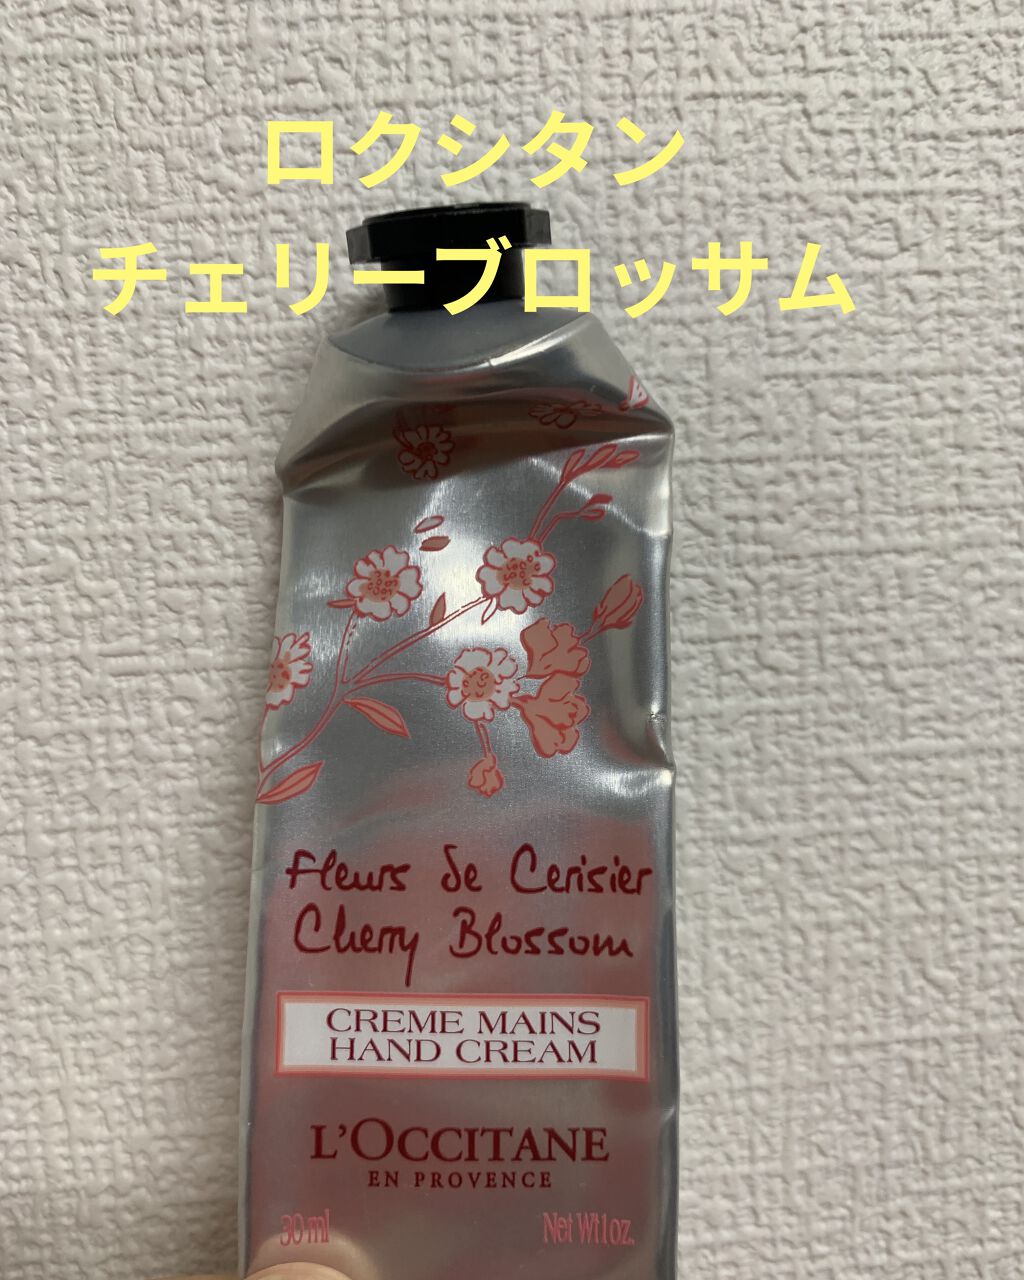 ロクシタン
チェリーブロッサム
Fleurs de Cerisier
Cherry Blossom
CREME MAINS
HAND CREAM
L'OCCITANE
EN PROVENCE
30 ml Net Wt 1 oz.